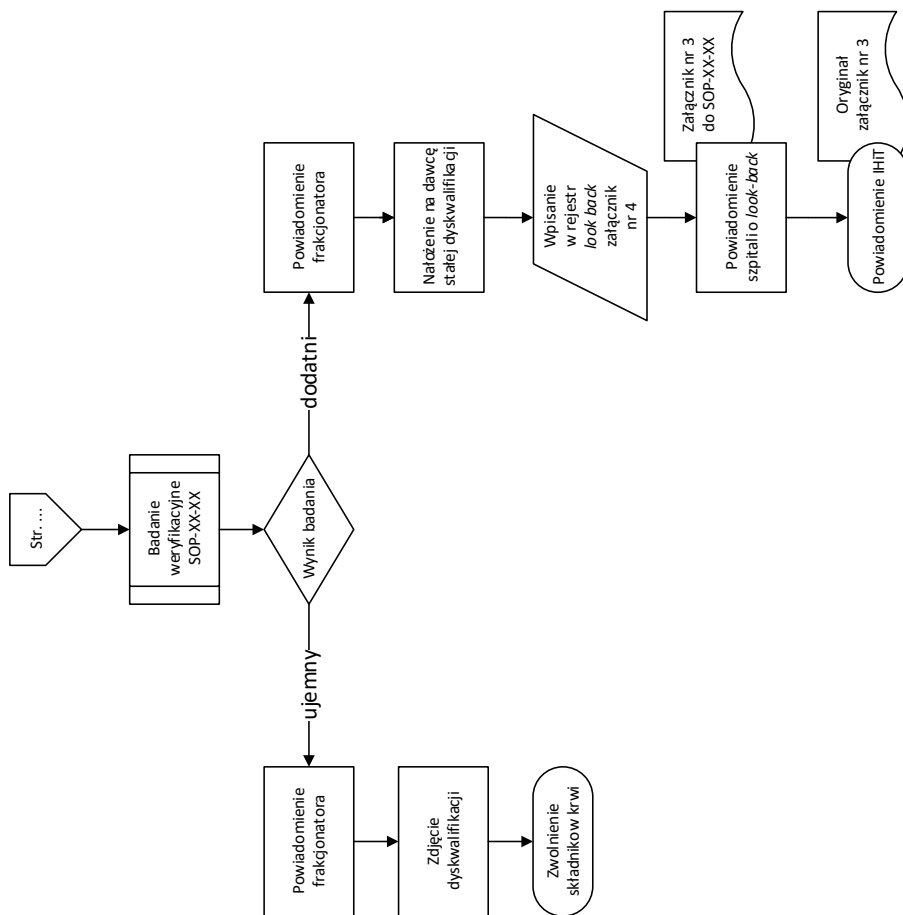 Str. ...
Badanie
weryfikacyjne
SOP-XX-XX
Wynik badania
ujemny
dodatni
Powiadomienie
frakcjonatora
Zdjęcie
dyskwalifikacji
Zwolnienie
składnikow krwi
Powiadomienie
frakcjonatora
Nałożenie na dawcę
stałej dyskwalifikacji
Wpisanie
w rejestr
look back
załącznik
nr 4
Powiadomienie
szpitali o look-back
Załącznik nr 3
do SOP-XX-XX
Powiadomienie IHiT
Oryginał
załącznik nr 3